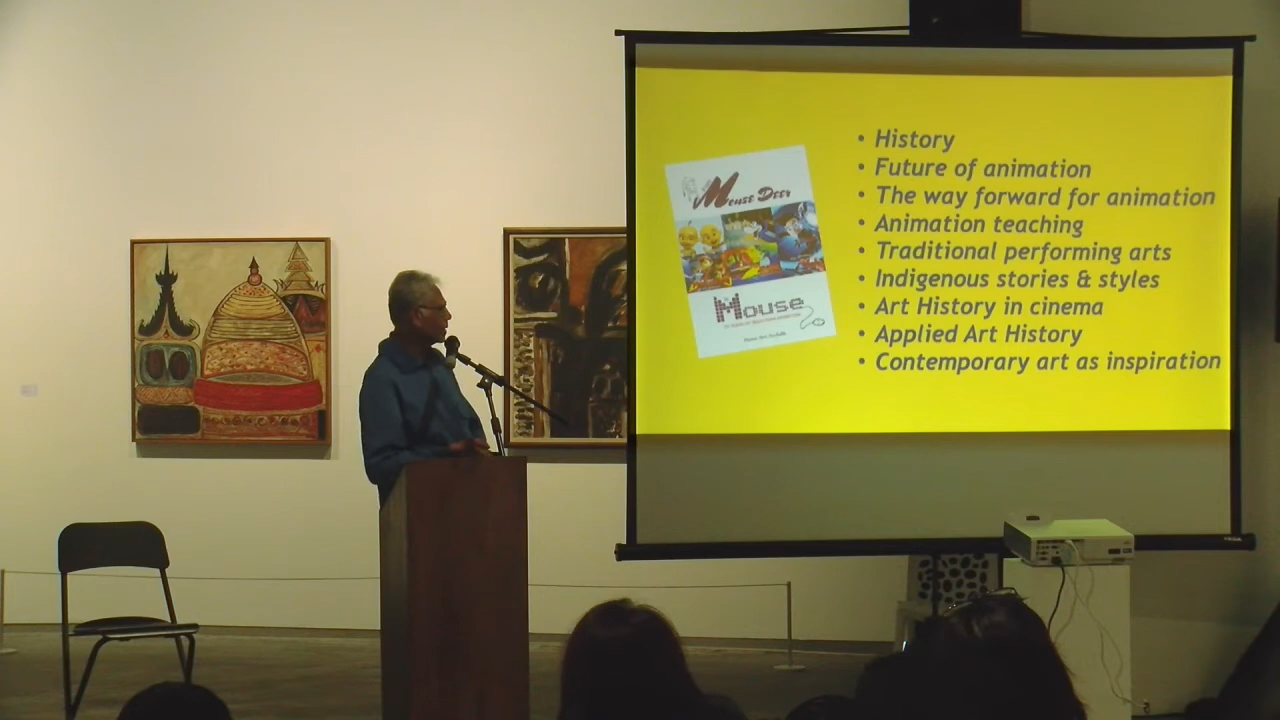 • History
• Future of animation
• The way forward for animation
• Animation teaching
• Traditional performing arts
• Indigenous stories & styles
• Art History in cinema
• Applied Art History
• Contemporary art as inspiration
Mouse Deer
Mouse